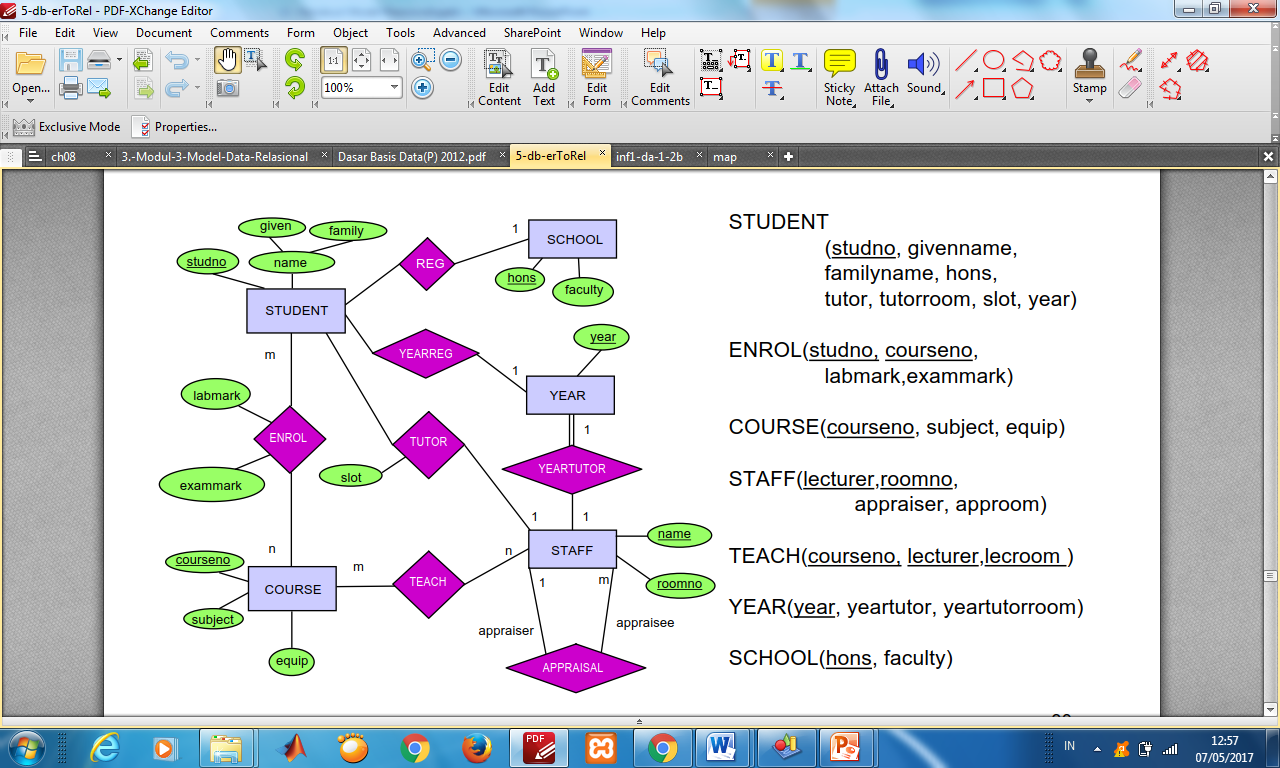 5-db-erToRel - PDF-XChange Editor
File Edit View Document Comments Form Object Tools Advanced SharePoint Window Help
Open...
1:1
100%
Edit Content
Add Text
Edit Form
Edit Comments
Sticky Note
Attach File
Sound
Stamp
Exclusive Mode Properties...
ch08 3.-Modul-3-Model-Data-Relasional Dasar Basis Data(P) 2012.pdf 5-db-erToRel inf1-da-1-2b map
given
family
studno
name
STUDENT
REG
1
SCHOOL
hons
faculty
m
YEARREG
1
year
YEAR
labmark
ENROL
exammark
TUTOR
slot
1
YEARTUTOR
1
1
n
courseno
subject
COURSE
equip
m
TEACH
n
STAFF
name
roomno
1
m
appraiser
appraisee
APPRAISAL
STUDENT
(studno, givenname,
familyname, hons,
tutor, tutorroom, slot, year)
ENROL(studno, courseno,
labmark,exammark)
COURSE(courseno, subject, equip)
STAFF(lecturer,roomno,
appraiser, approom)
TEACH(courseno, lecturer,lecroom )
YEAR(year, yeartutor, yeartutorroom)
SCHOOL(hons, faculty)
PDF
IN
12:57
07/05/2017